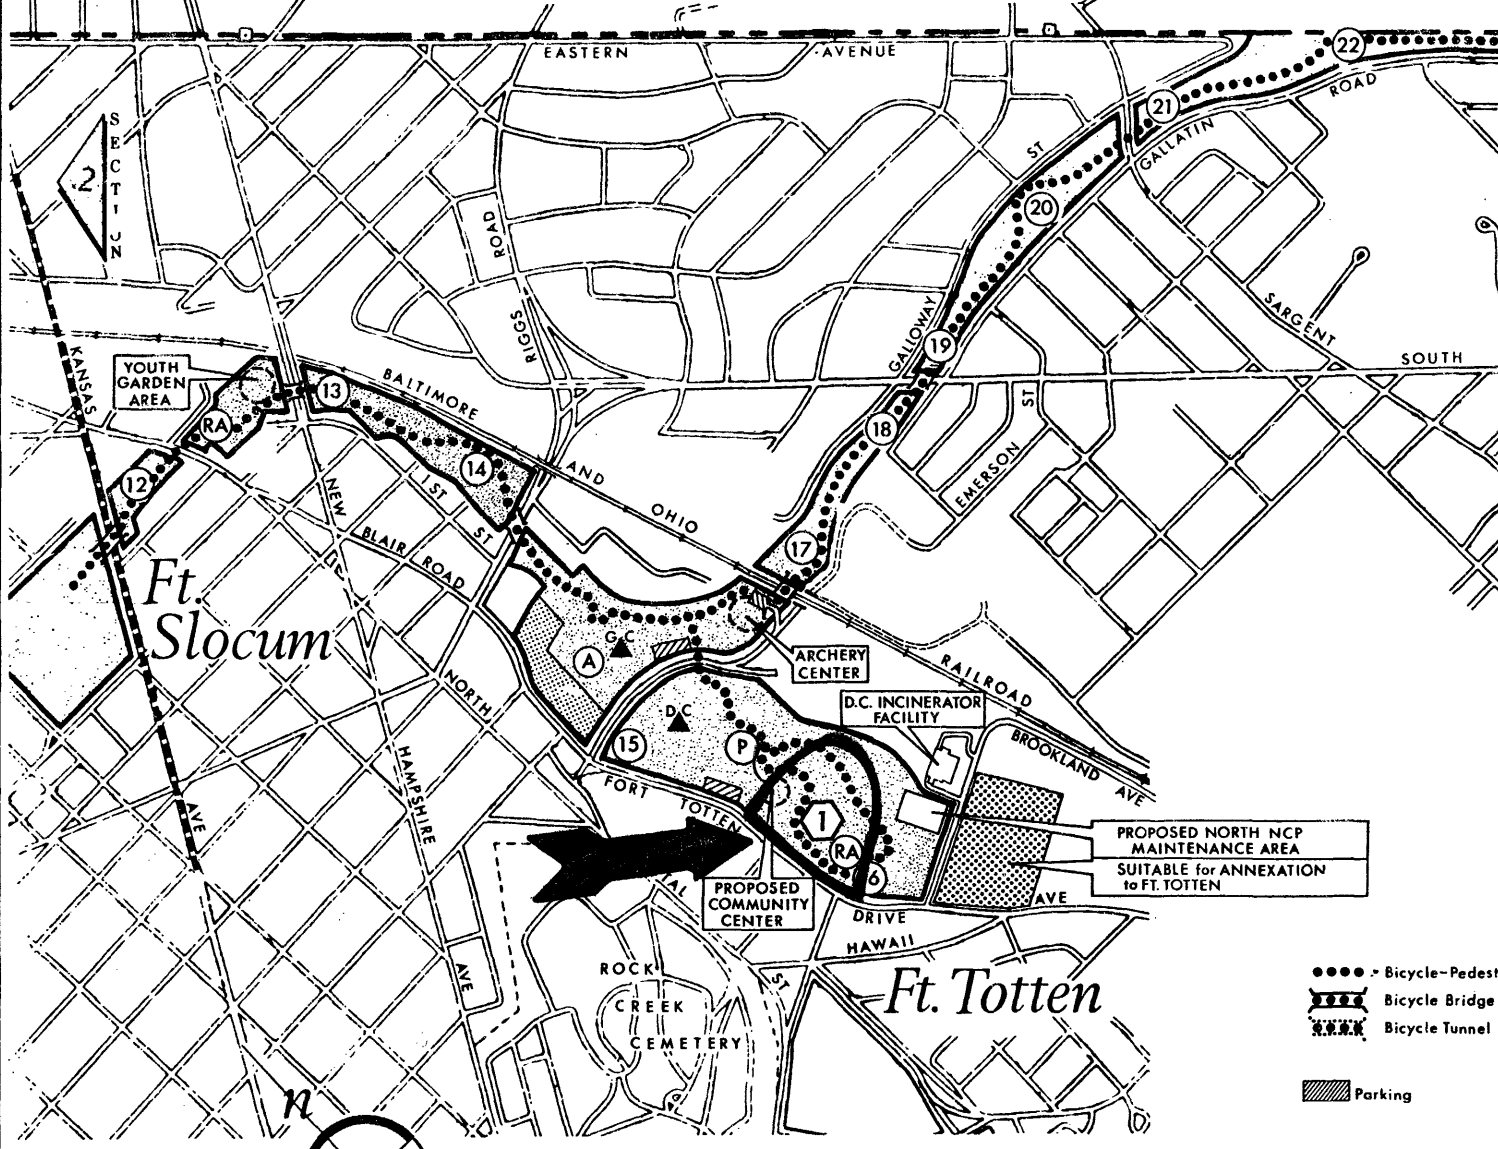 EASTERN AVENUE
22
ROAD
21
GALLATIN
ST
SECTION
2
20
ROAD
RIGGS
SARGENT
GALLOWAY
19
SOUTH
KANSAS
YOUTH
GARDEN
AREA
13
BALTIMORE
RA
ST
18
14
AND
12
1 ST
EMERSON
NEW
OHIO
ST
BLAIR ROAD
17
Ft.
Slocum
G C
A
ARCHERY
CENTER
RAILROAD
NORTH
D.C. INCINERATOR
FACILITY
D C
15
P
BROOKLAND
AVE
HAMPSHIRE
FORT
TOTTEN
AVE
1
RA
6
PROPOSED NORTH NCP
MAINTENANCE AREA
SUITABLE for ANNEXATION
to FT. TOTTEN
PROPOSED
COMMUNITY
CENTER
AVE
DRIVE
HAWAII
AVE
ROCK
CREEK
CEMETERY
ST
Ft. Totten
Bicycle-Pedest
Bicycle Bridge
Bicycle Tunnel
Parking
n